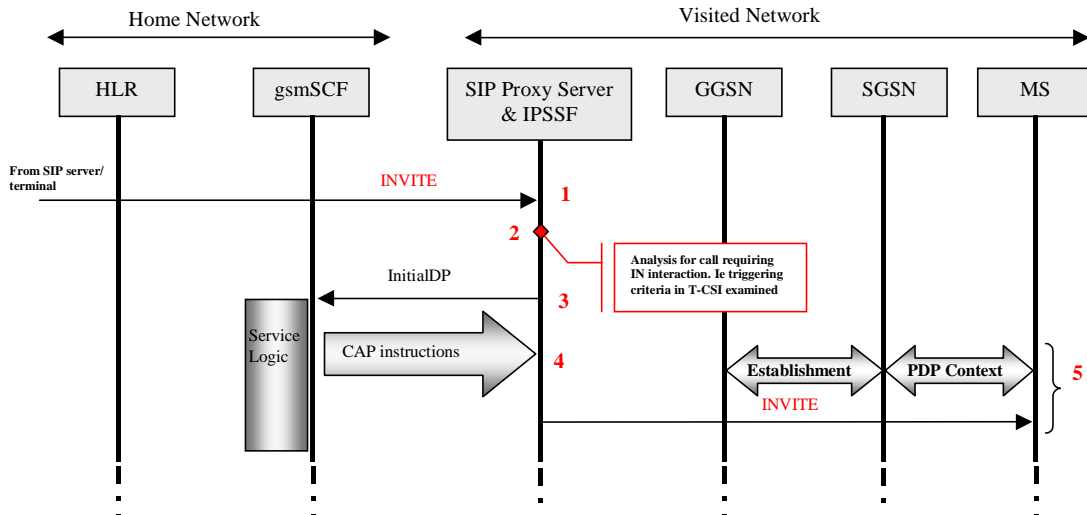 Home Network
Visited Network
HLR
gsmSCF
SIP Proxy Server
& IPSSF
GGSN
SGSN
MS
From SIP server/
terminal
INVITE
1
2
Analysis for call requiring
IN interaction. Ie triggering
criteria in T-CSI examined
InitialDP
3
Service
Logic
CAP instructions
4
Establishment
PDP Context
5
INVITE